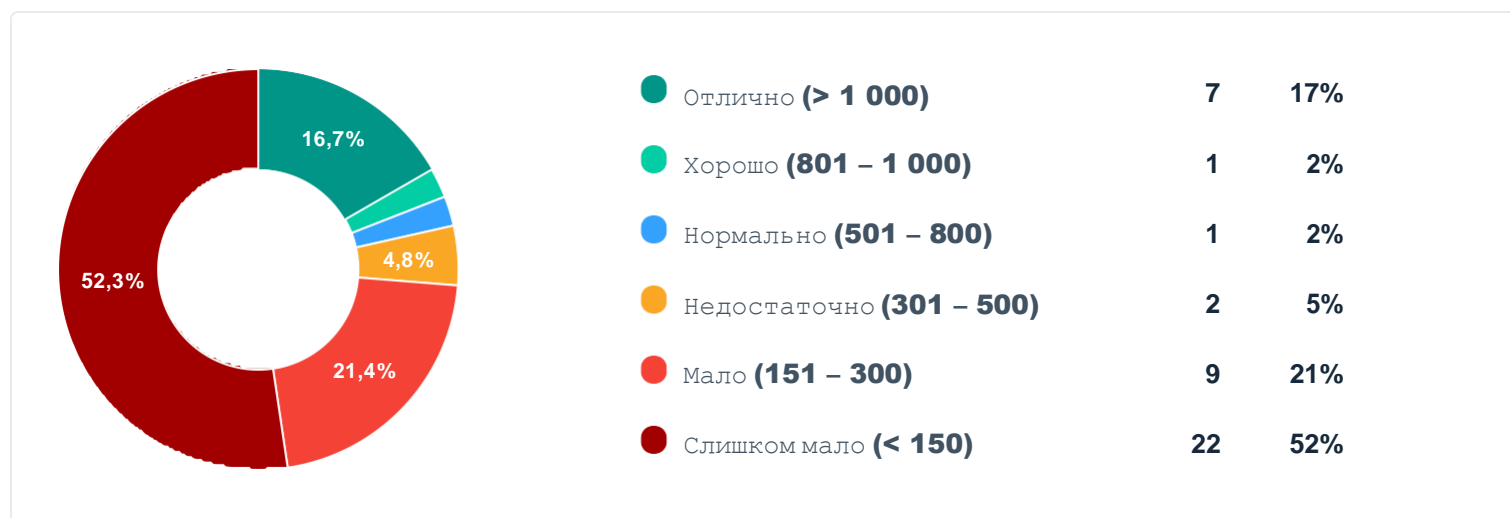 16,7%
4,8%
52,3%
21,4%
Отлично (> 1 000) 7 17%
Хорошо (801 – 1 000) 1 2%
Нормально (501 – 800) 1 2%
Недостаточно (301 – 500) 2 5%
Мало (151 – 300) 9 21%
Слишком мало (< 150) 22 52%